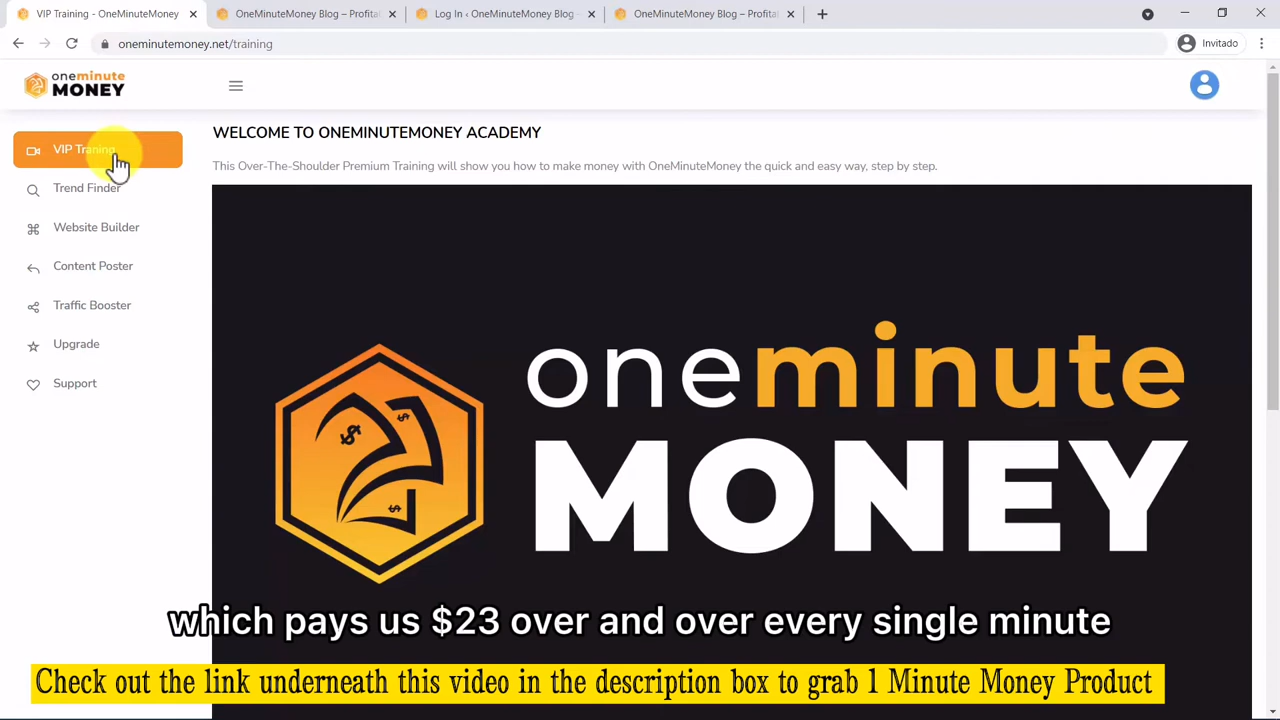 VIP Training - OneMinuteMoney
OneMinuteMoney Blog – Profital
Log In ‹ OneMinuteMoney Blog –
OneMinuteMoney Blog – Profital
oneminutemoney.net/training
Invitado
oneminute
MONEY
VIP Traning
WELCOME TO ONEMINUTEMONEY ACADEMY
This Over-The-Shoulder Premium Training will show you how to make money with OneMinuteMoney the quick and easy way, step by step.
Trend Finder
Website Builder
Content Poster
Traffic Booster
Upgrade
Support
oneminute
MONEY
which pays us $23 over and over every single minute
Check out the link underneath this video in the description box to grab 1 Minute Money Product